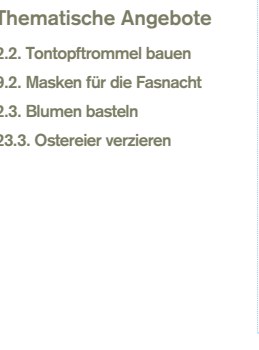 Thematische Angebote
2.2. Tontopftrommel bauen
9.2. Masken für die Fasnacht
2.3. Blumen basteln
23.3. Ostereier verzieren